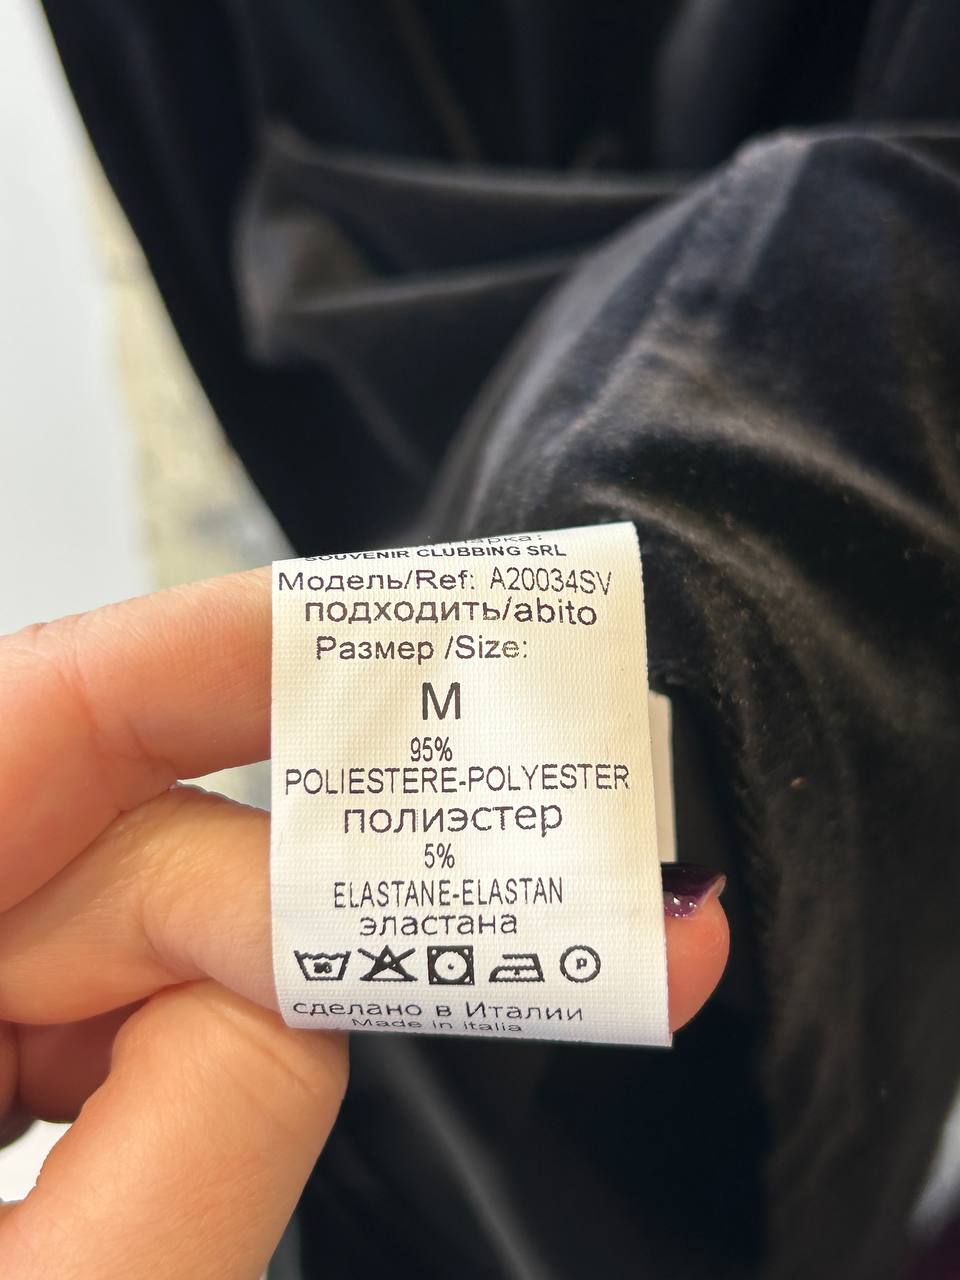 Марка:
SOUVENIR CLUBBING SRL
Модель/Ref: A20034SV
подходить/abito
Размер /Size:
M
95%
POLIESTERE-POLYESTER
полиэстер
5%
ELASTANE-ELASTAN
эластана
P
сделано в Италии
Made in italia